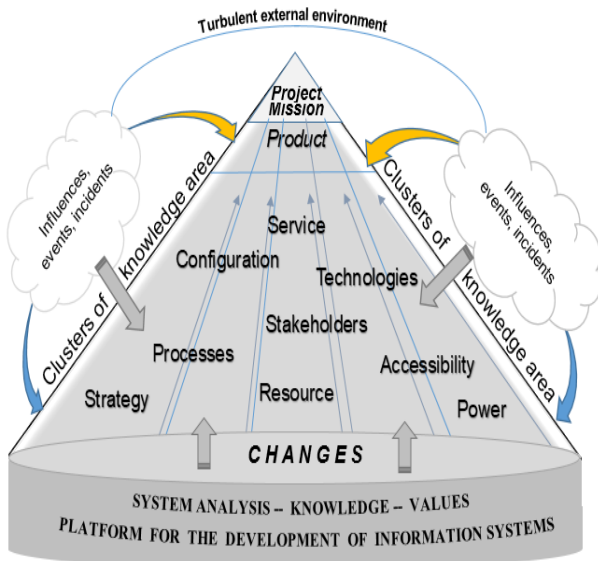 Turbulent external environment
Project
Mission
Product
Clusters of knowledge area
Clusters of knowledge area
Influences,
events, incidents
Influences,
events, incidents
Service
Configuration
Technologies
Stakeholders
Processes
Accessibility
Strategy
Resource
Power
CHANGES
SYSTEM ANALYSIS – KNOWLEDGE – VALUES
PLATFORM FOR THE DEVELOPMENT OF INFORMATION SYSTEMS